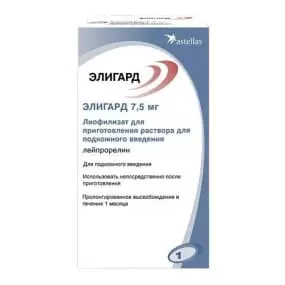 astellas
ЭЛИГАРД
ЭЛИГАРД 7,5 мг
Лиофилизат для
приготовления раствора для
подкожного введения
лейпрорелин
Для подкожного введения
Использовать непосредственно после
приготовления
Пролонгированное высвобождение в
течение 1 месяца
1